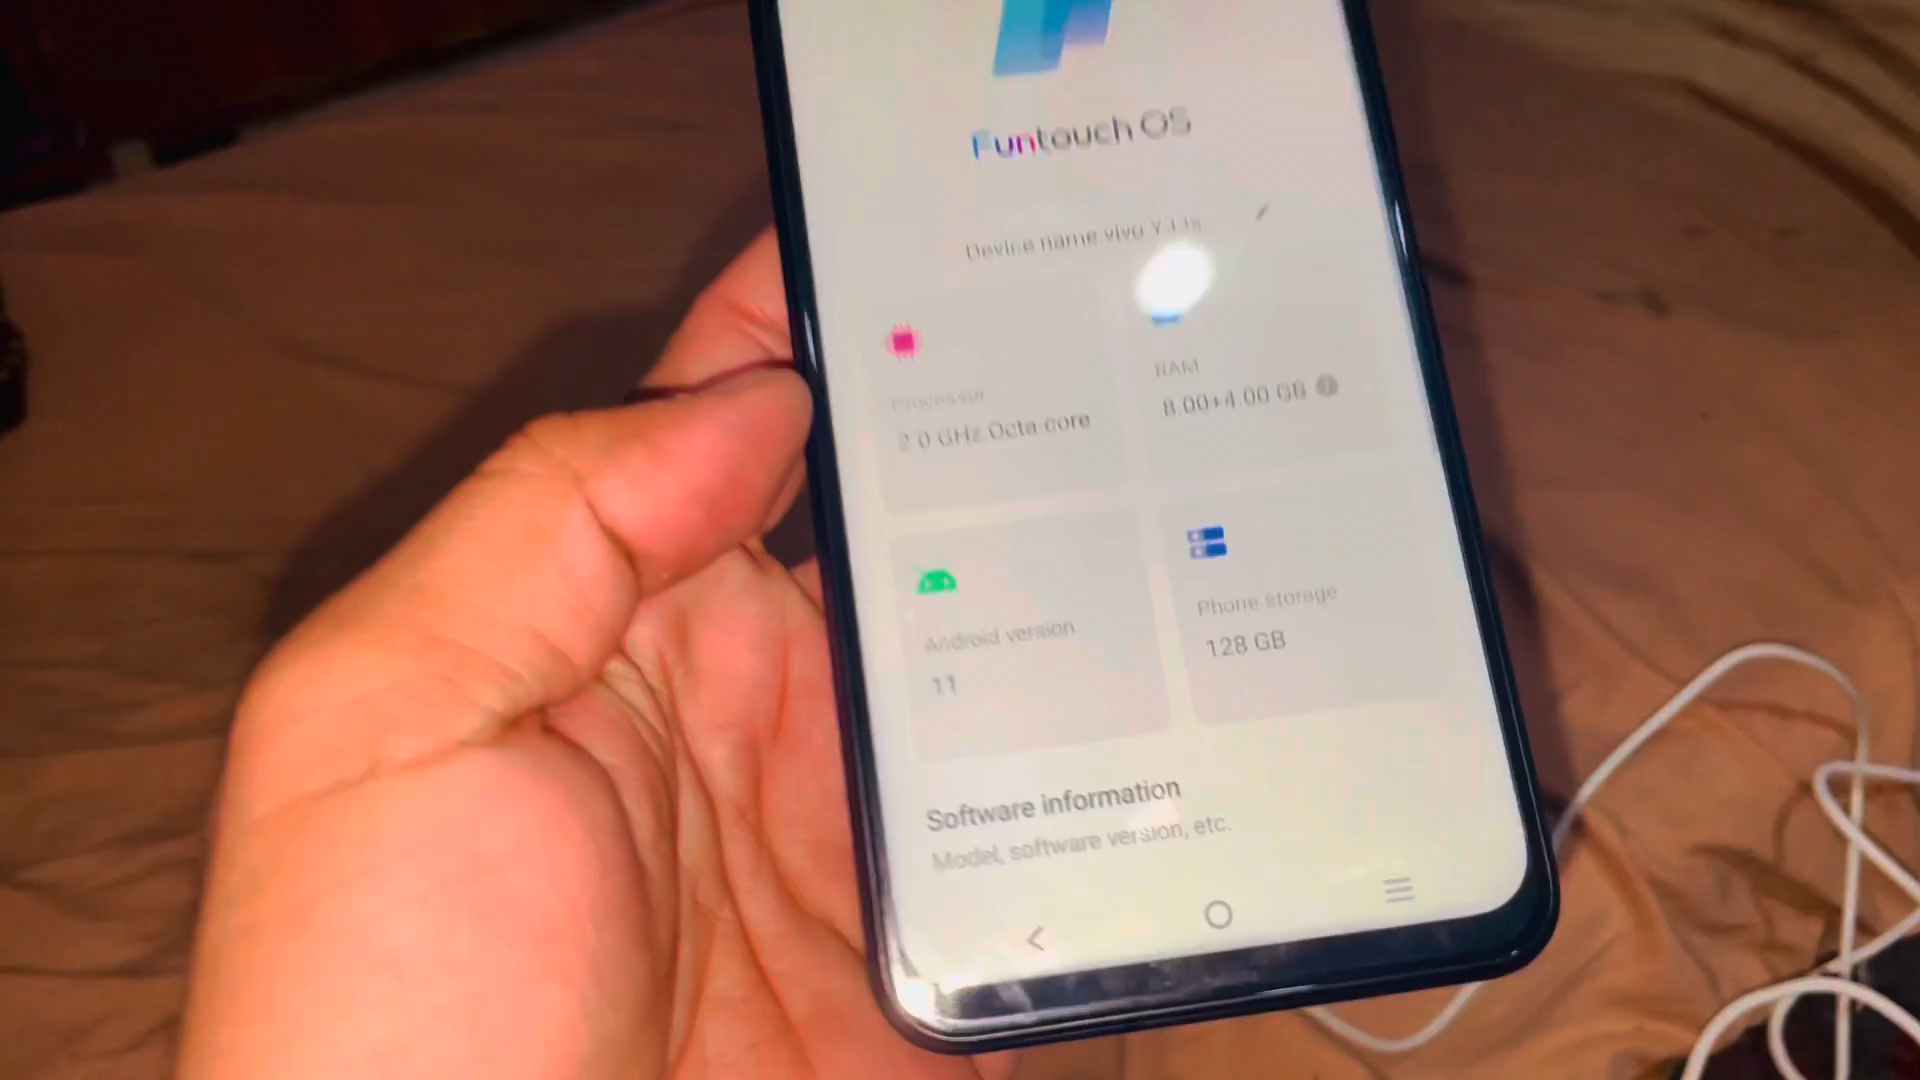 Funtouch OS
Device name vivo
Processor
RAM
2.0 GHz Octa-core
8.00+4.00 GB
Android version
11
Phone storage
128 GB
Software information
Model, software version, etc.